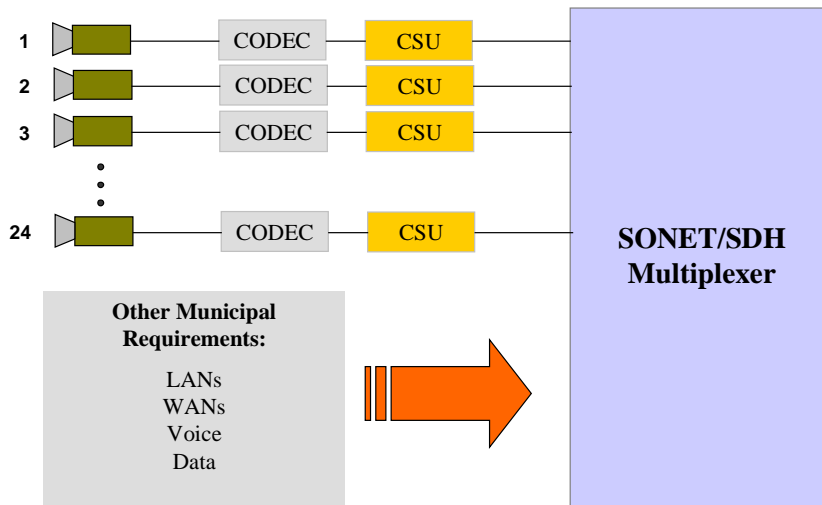 1 CODEC CSU
2 CODEC CSU
3 CODEC CSU
24 CODEC CSU
SONET/SDH
Multiplexer
Other Municipal
Requirements:
LANs
WANs
Voice
Data